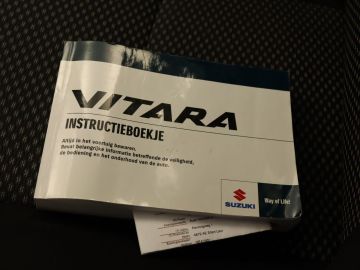 VITARA
INSTRUCTIEBOEKJE
Altijd in het voertuig bewaren.
Bevat belangrijke informatie betreffende de veiligheid,
de bediening en het onderhoud van de auto.
SUZUKI
Way of Life!